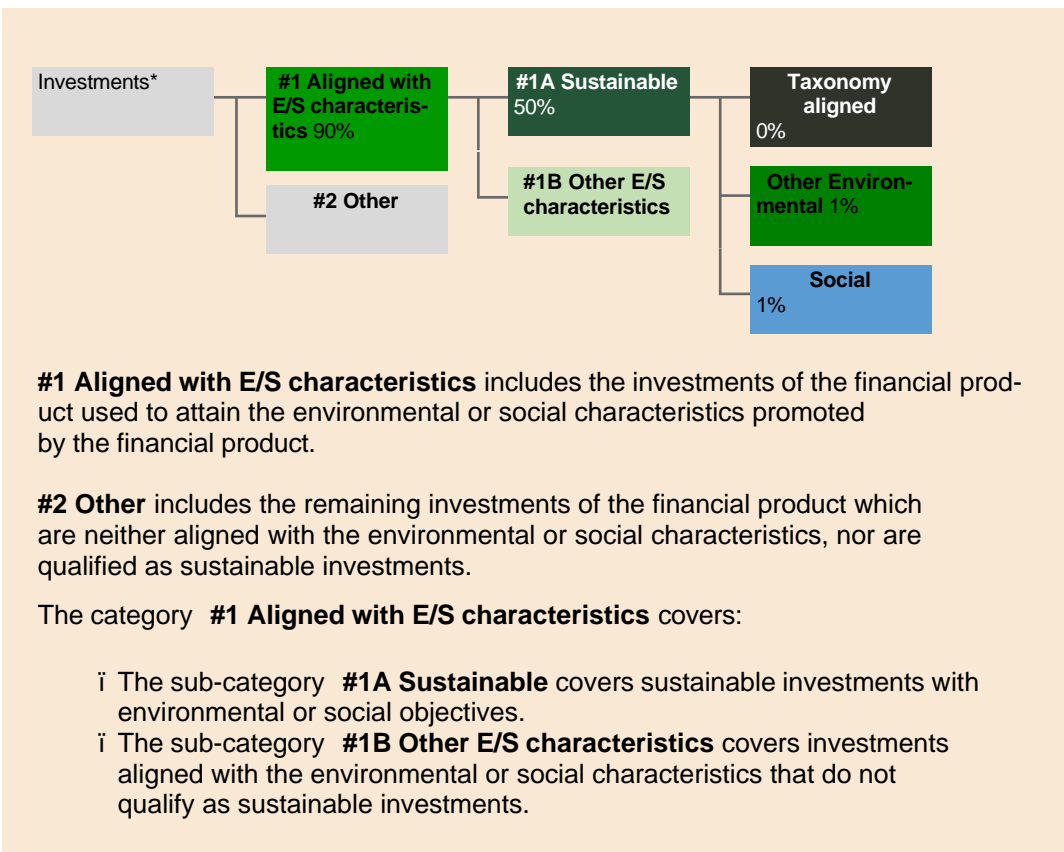 Investments*
#1 Aligned with
E/S characteris-
tics 90%
#2 Other
#1A Sustainable
50%
#1B Other E/S
characteristics
Taxonomy
aligned
0%
Other Environ-
mental 1%
Social
1%
#1 Aligned with E/S characteristics includes the investments of the financial prod-
uct used to attain the environmental or social characteristics promoted
by the financial product.
#2 Other includes the remaining investments of the financial product which
are neither aligned with the environmental or social characteristics, nor are
qualified as sustainable investments.
The category #1 Aligned with E/S characteristics covers:
ï The sub-category #1A Sustainable covers sustainable investments with
environmental or social objectives.
ï The sub-category #1B Other E/S characteristics covers investments
aligned with the environmental or social characteristics that do not
qualify as sustainable investments.